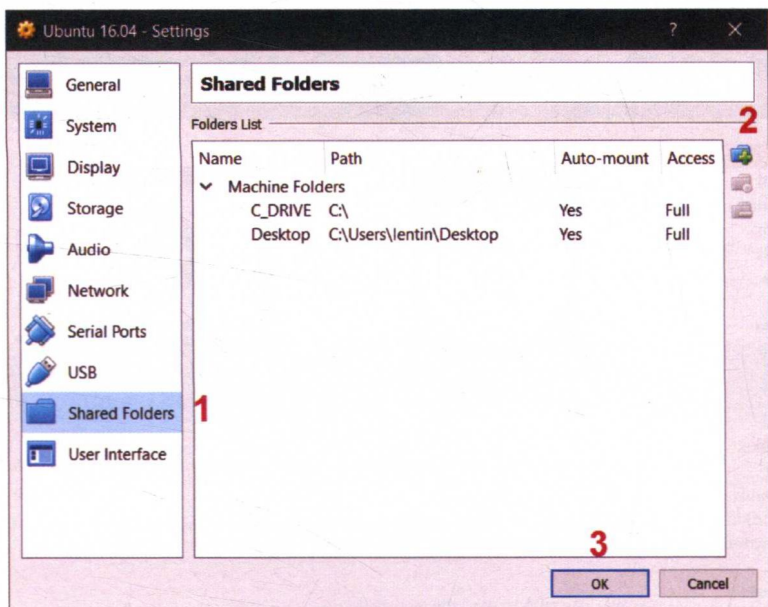 Ubuntu 16.04 - Settings ? ×
General
System
Display
Storage
Audio
Network
Serial Ports
USB
Shared Folders
User Interface
1
Shared Folders
Folders List
2
Name Path Auto-mount Access
Machine Folders
C_DRIVE C:\ Yes Full
Desktop C:\Users\lentin\Desktop Yes Full
3
OK Cancel